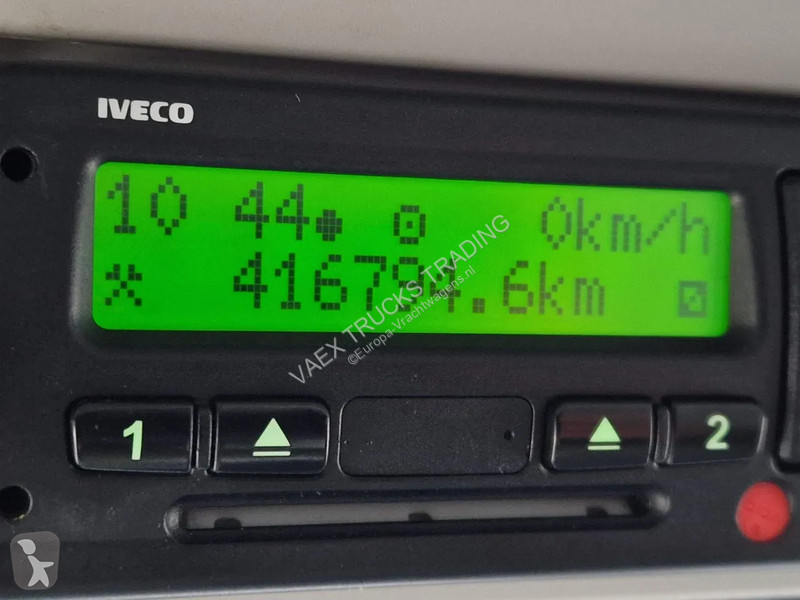 IVECO
10 44 0km/h
416794.6km
VAEX TRUCKS TRADING
©Europa-Vrachtwagens.nl
1 2